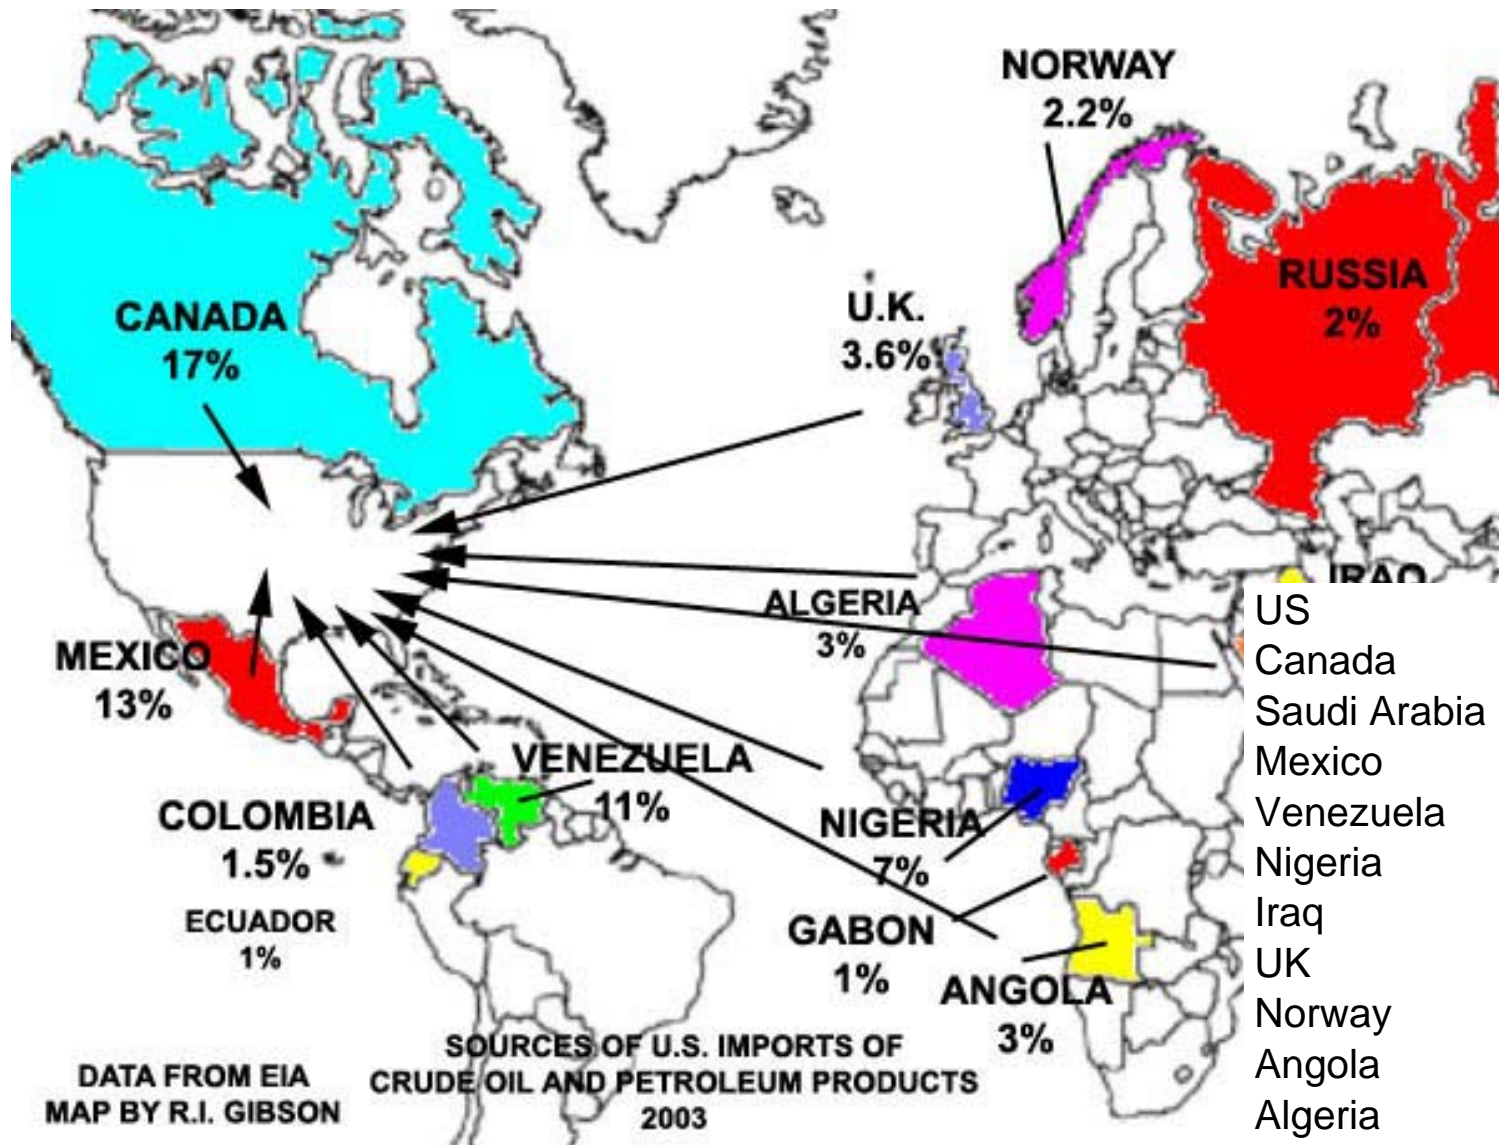 NORWAY
2.2%
CANADA
17%
U.K.
3.6%
RUSSIA
2%
IRAQ
ALGERIA
3%
MEXICO
13%
VENEZUELA
11%
COLOMBIA
1.5%
ECUADOR
1%
NIGERIA
7%
GABON
1%
ANGOLA
3%
SOURCES OF U.S. IMPORTS OF
CRUDE OIL AND PETROLEUM PRODUCTS
2003
DATA FROM EIA
MAP BY R.I. GIBSON
US
Canada
Saudi Arabia
Mexico
Venezuela
Nigeria
Iraq
UK
Norway
Angola
Algeria